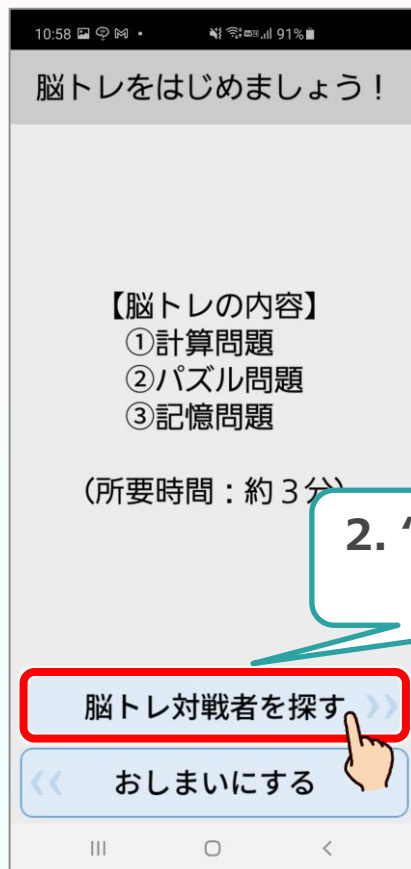 10:58
91%
脳トレをはじめましょう！
【脳トレの内容】
①計算問題
②パズル問題
③記憶問題
（所要時間：約３分）
2. “
脳トレ対戦者を探す 》
《 おしまいにする